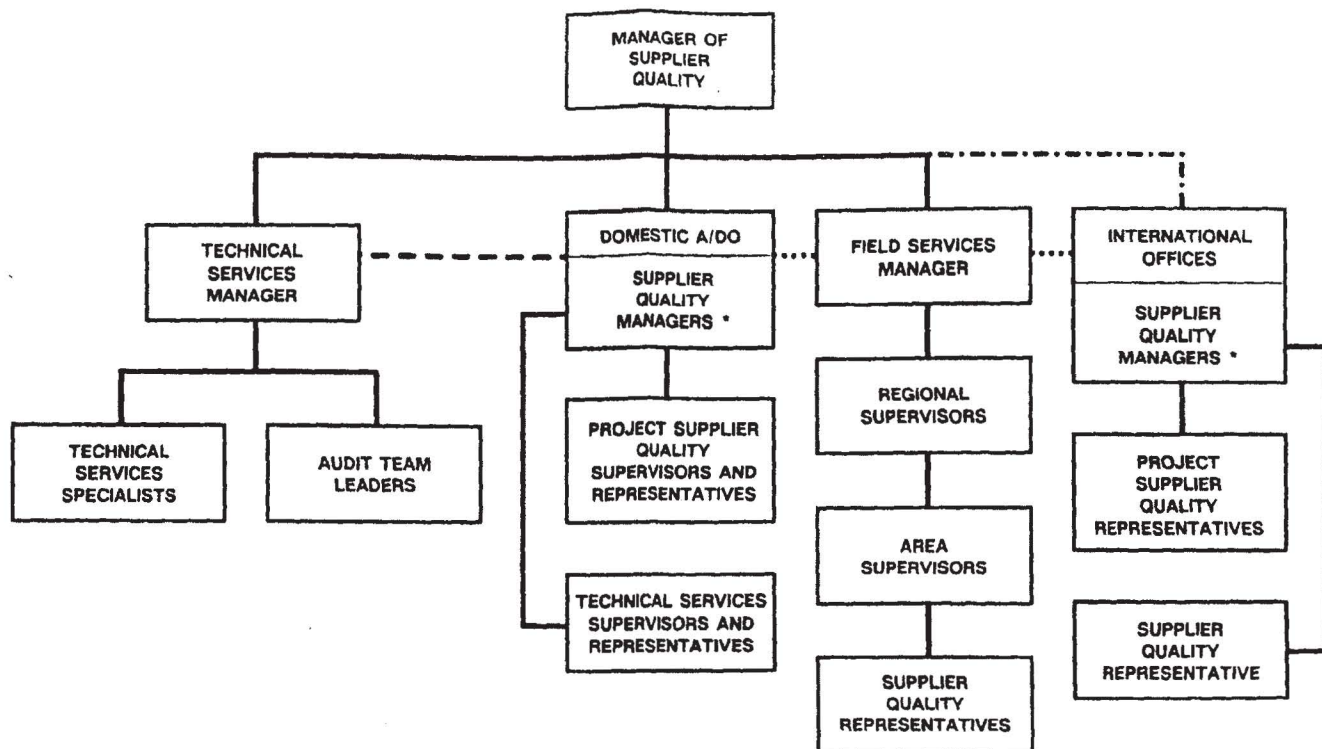 MANAGER OF
SUPPLIER
QUALITY
TECHNICAL
SERVICES
MANAGER
DOMESTIC A/DO
SUPPLIER
QUALITY
MANAGERS *
FIELD SERVICES
MANAGER
INTERNATIONAL
OFFICES
SUPPLIER
QUALITY
MANAGERS *
TECHNICAL
SERVICES
SPECIALISTS
AUDIT TEAM
LEADERS
PROJECT SUPPLIER
QUALITY
SUPERVISORS AND
REPRESENTATIVES
REGIONAL
SUPERVISORS
PROJECT
SUPPLIER
QUALITY
REPRESENTATIVES
TECHNICAL SERVICES
SUPERVISORS AND
REPRESENTATIVES
AREA
SUPERVISORS
SUPPLIER
QUALITY
REPRESENTATIVE
SUPPLIER
QUALITY
REPRESENTATIVES